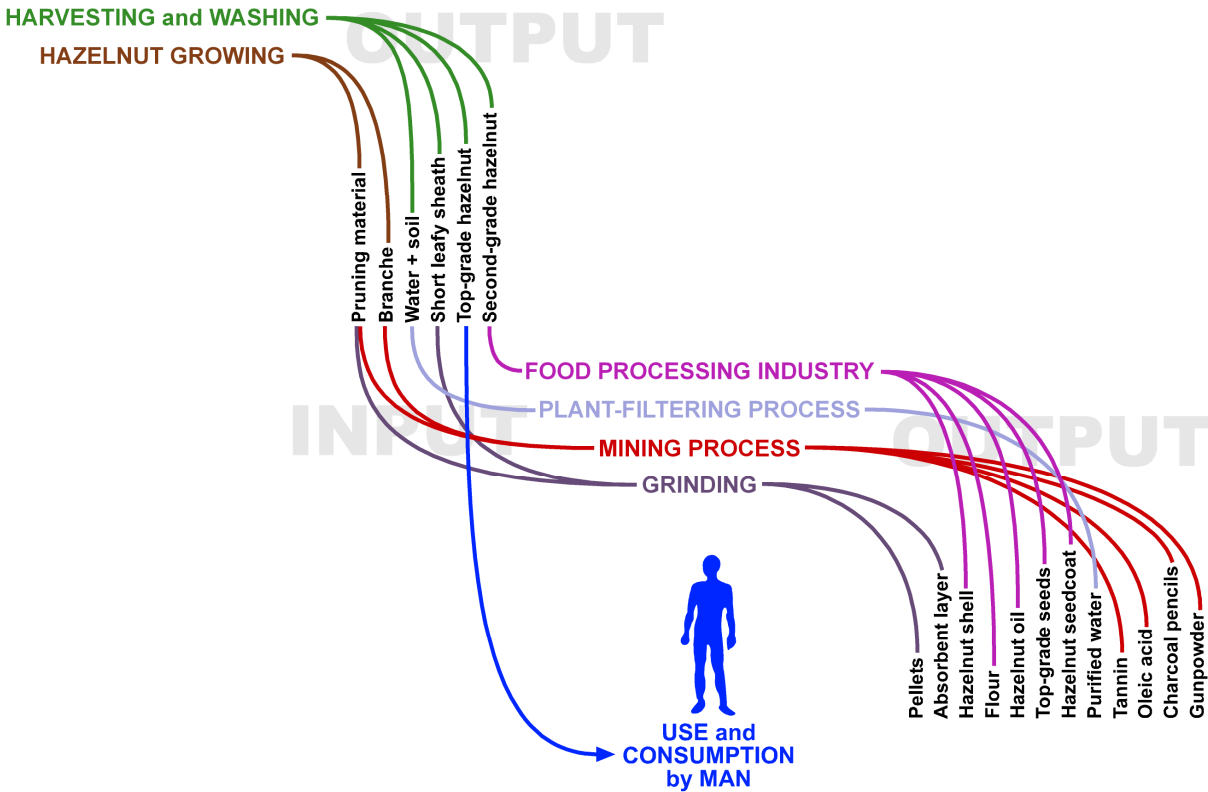 HARVESTING and WASHING
OUTPUT
HAZELNUT GROWING
Pruning material
Branche
Water + soil
Short leafy sheath
Top-grade hazelnut
Second-grade hazelnut
FOOD PROCESSING INDUSTRY
INPUT
PLANT-FILTERING PROCESS
OUTPUT
MINING PROCESS
GRINDING
Pellets
Absorbent layer
Hazelnut shell
Flour
Hazelnut oil
Top-grade seeds
Hazelnut seedcoat
Purified water
Tannin
Oleic acid
Charcoal pencils
Gunpowder
USE and
CONSUMPTION
by MAN